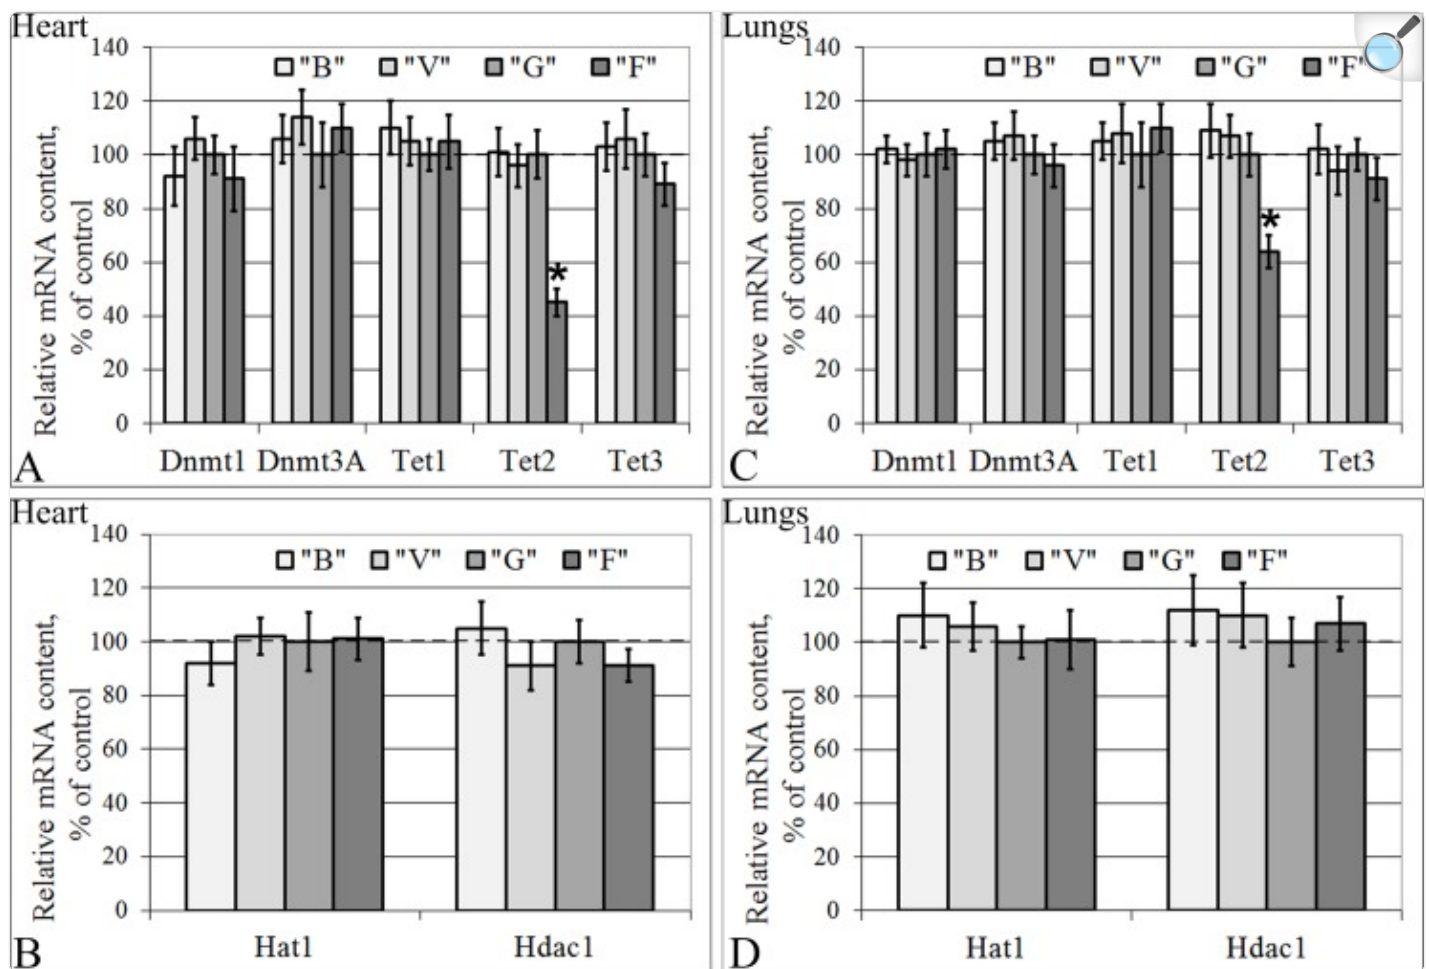 Heart
140
120
100
80
60
40
20
0
Relative mRNA content,
% of control
"B" "V" "G" "F"
*
Dnmt1 Dnmt3A Tet1 Tet2 Tet3
A
Lungs
140
120
100
80
60
40
20
0
Relative mRNA content,
% of control
"B" "V" "G" "F"
*
Dnmt1 Dnmt3A Tet1 Tet2 Tet3
C
Heart
140
120
100
80
60
40
20
0
Relative mRNA content,
% of control
"B" "V" "G" "F"
Hat1 Hdac1
B
Lungs
140
120
100
80
60
40
20
0
Relative mRNA content,
% of control
"B" "V" "G" "F"
Hat1 Hdac1
D